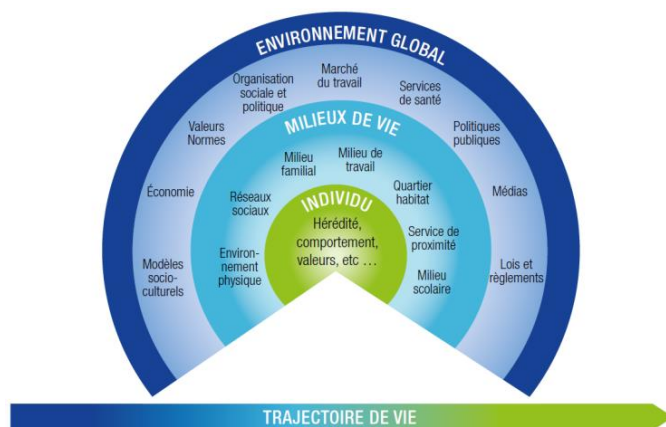 ENVIRONNEMENT GLOBAL
Modèles
socio-
culturels
Économie
Valeurs
Normes
Organisation
sociale et
politique
Marché
du travail
Services
de santé
Politiques
publiques
Médias
Lois et
règlements
MILIEUX DE VIE
Environ-
nement
physique
Réseaux
sociaux
Milieu
familial
Milieu de
travail
Quartier
habitat
Service de
proximité
Milieu
scolaire
INDIVIDU
Hérédité,
comportement,
valeurs, etc ...
TRAJECTOIRE DE VIE